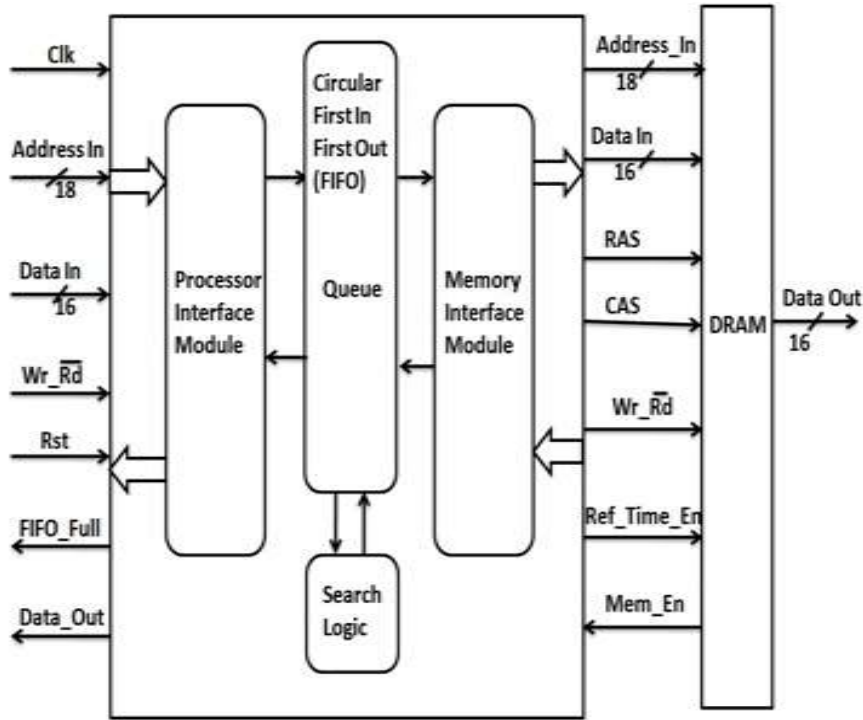 Clk
Address In
18
Data In
16
Wr_R̅d̅
Rst
FIFO_Full
Data_Out
Processor
Interface
Module
Circular
First In
First Out
(FIFO)
Queue
Search
Logic
Memory
Interface
Module
Address_In
18
Data In
16
RAS
CAS
Wr_R̅d̅
Ref_Time_En
Mem_En
DRAM
Data Out
16